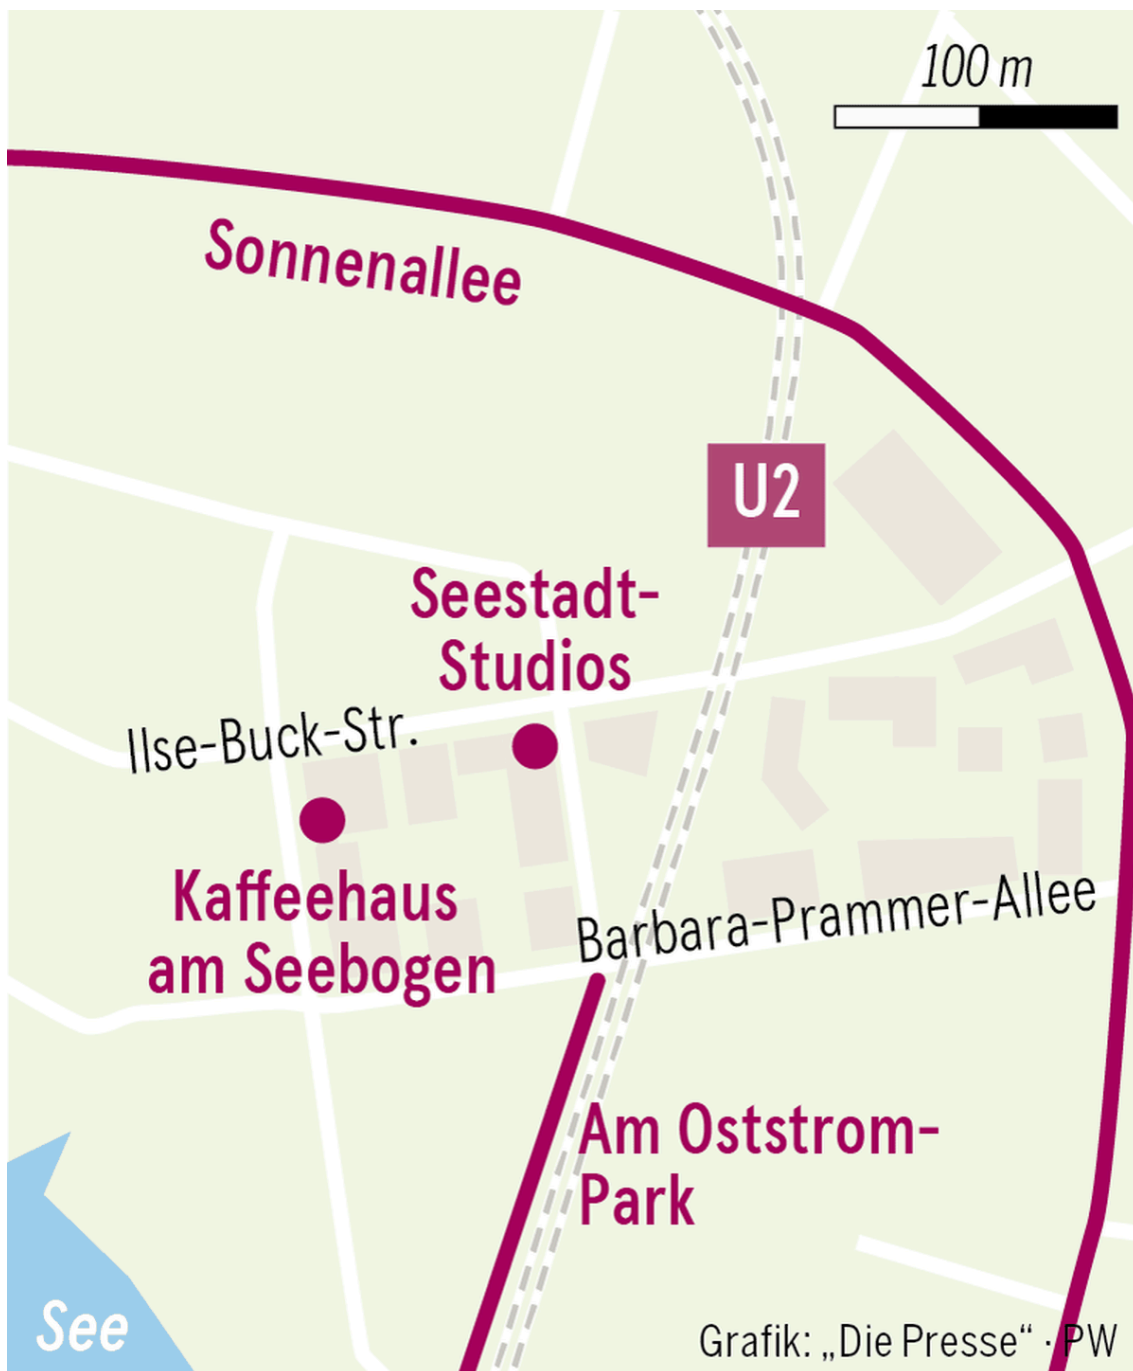 100 m
Sonnenallee
U2
Seestadt-
Studios
Ilse-Buck-Str.
Kaffeehaus
am Seebogen
Barbara-Prammer-Allee
Am Oststrom-
Park
See
Grafik: „Die Presse“ · PW